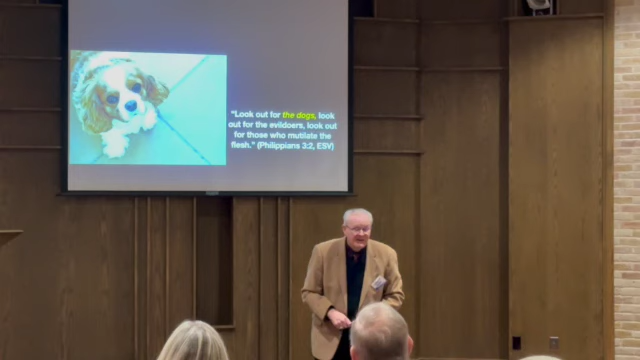 "Look out for the dogs, look
out for the evildoers, look out
for those who mutilate the
flesh." (Philippians 3:2, ESV)